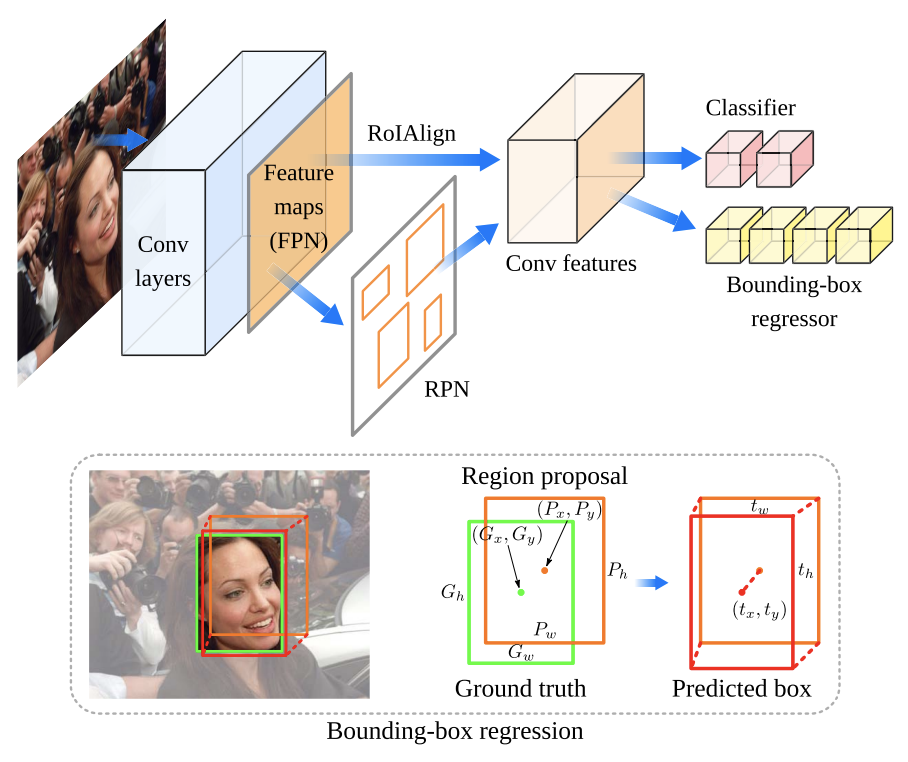 Classifier
RoIAlign
Feature
maps
(FPN)
Conv
layers
Conv features
Bounding-box
regressor
RPN
Region proposal
(P_x, P_y)
(G_x, G_y)
P_h
G_h
P_w
G_w
t_w
t_h
(t_x, t_y)
Ground truth
Predicted box
Bounding-box regression